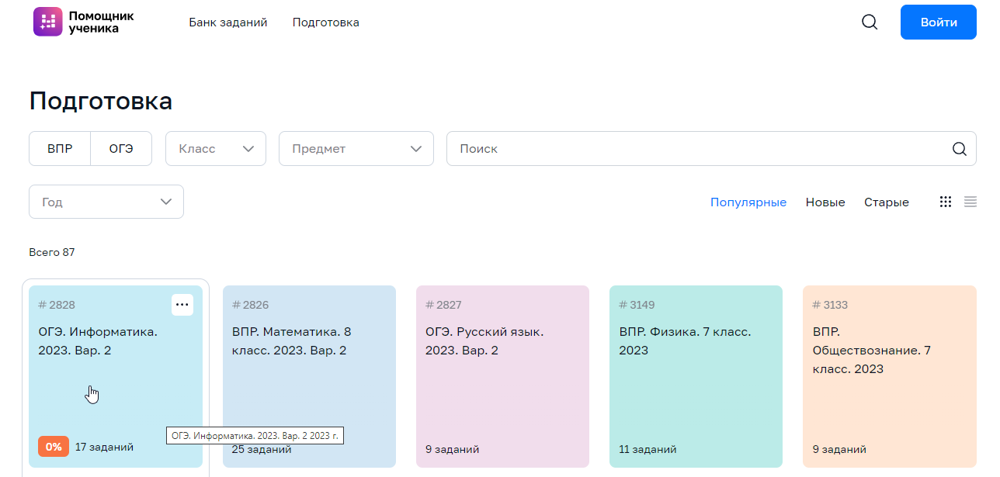 Помощник
ученика
Банк заданий
Подготовка
Войти
Подготовка
ВПР
ОГЭ
Класс
Предмет
Поиск
Год
Популярные
Новые
Старые
Всего 87
# 2828
ОГЭ. Информатика.
2023. Вар. 2
0%
17 заданий
# 2826
ВПР. Математика. 8
класс. 2023. Вар. 2
25 заданий
ОГЭ. Информатика. 2023. Вар. 2 2023 г.
# 2827
ОГЭ. Русский язык.
2023. Вар. 2
9 заданий
# 3149
ВПР. Физика. 7 класс.
2023
11 заданий
# 3133
ВПР.
Обществознание. 7
класс. 2023
9 заданий